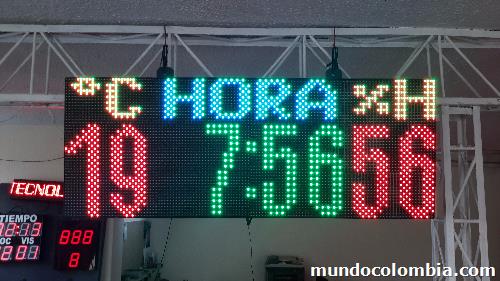 °C HORA %H
19 7:56 56
TECNOL
TIEMPO
LOC VIS
888
8
mundocolombia.com